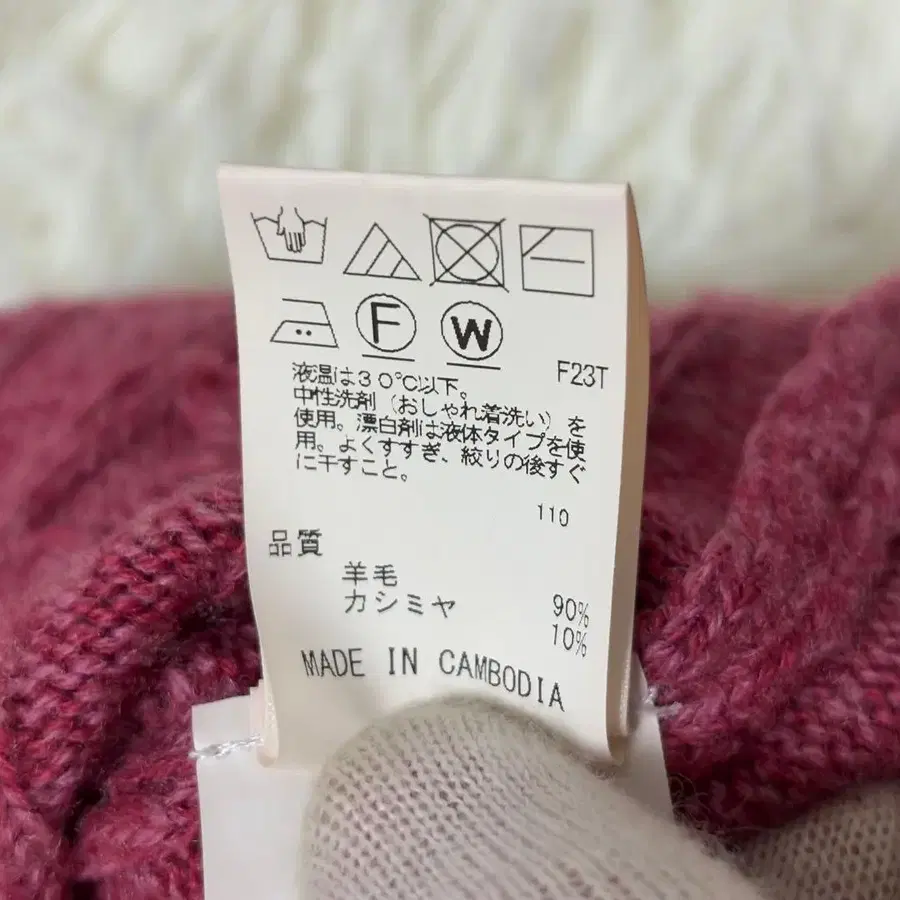 F
W
F23T
液温は30℃以下。
中性洗剤（おしゃれ着洗い）を
使用。漂白剤は液体タイプを使
用。よくすすぎ、絞りの後すぐ
に干すこと。
110
品質
羊毛 90%
カシミヤ 10%
MADE IN CAMBODIA